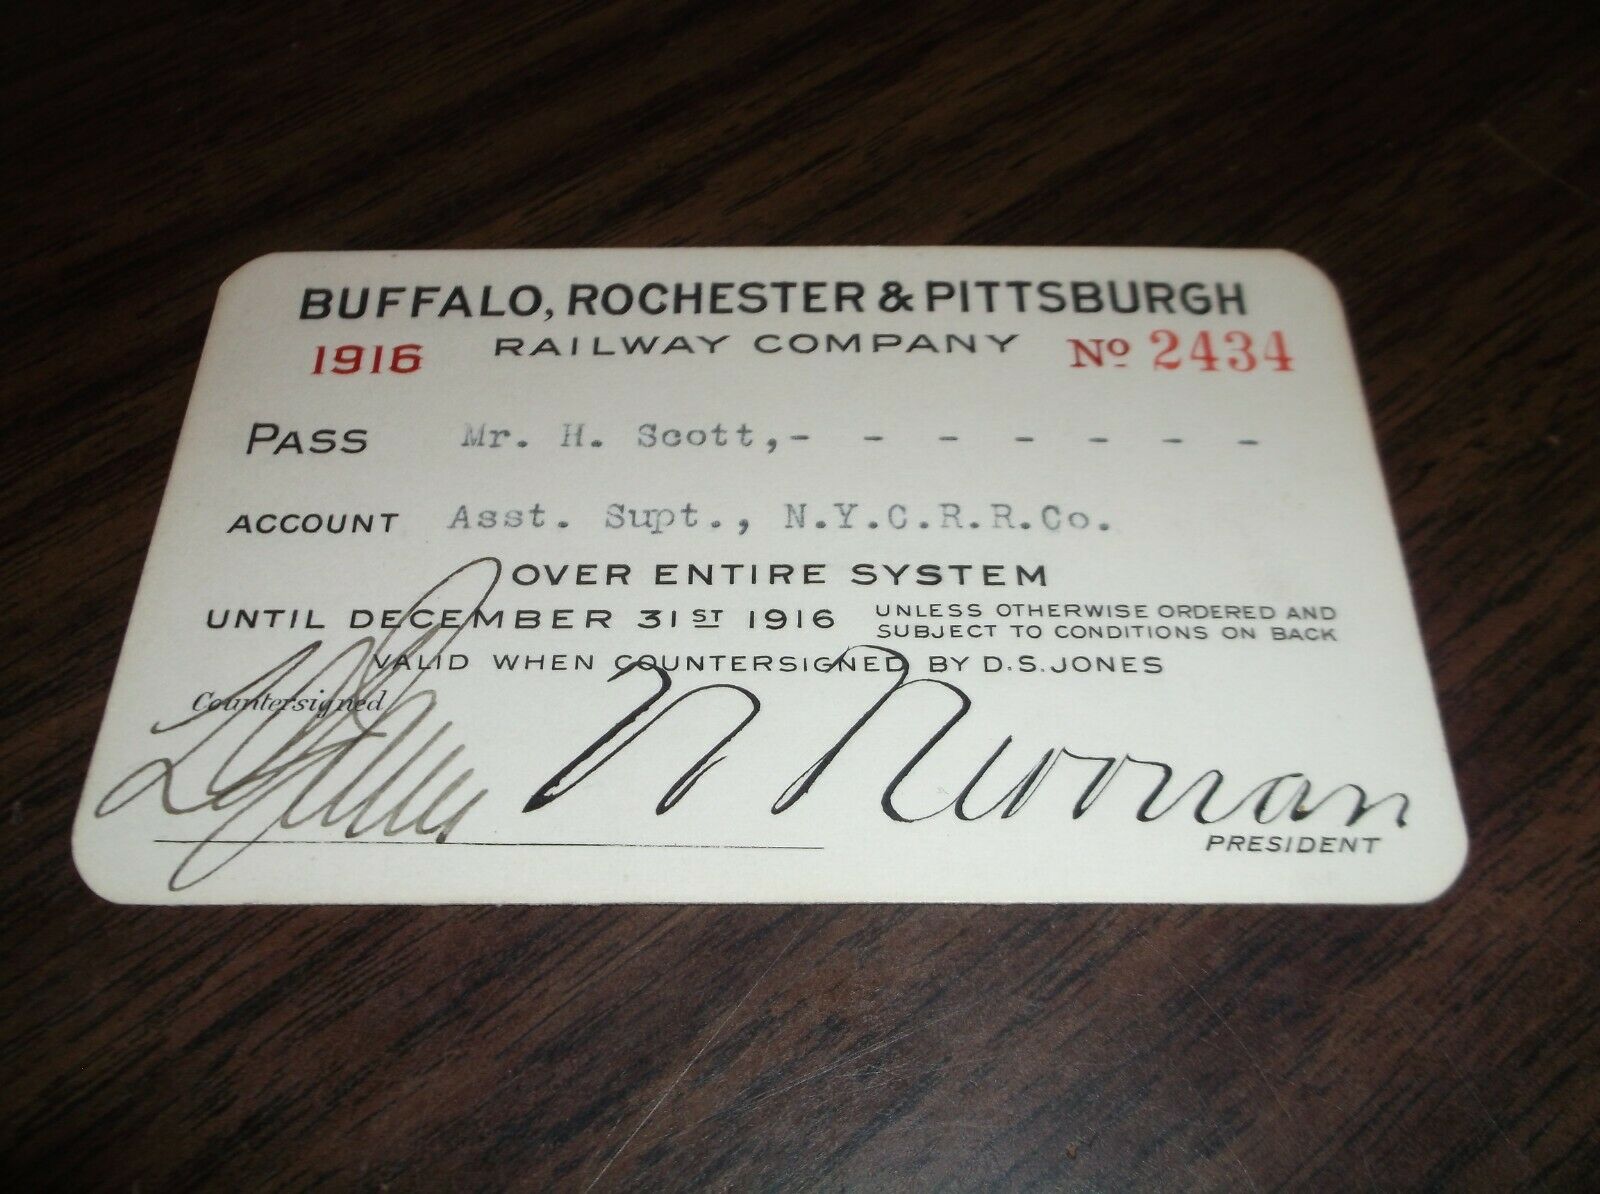 BUFFALO, ROCHESTER & PITTSBURGH
RAILWAY COMPANY
1916 No 2434
PASS Mr. H. Scott,- - - - - - -
ACCOUNT Asst. Supt., N.Y.C.R.R.Co.
OVER ENTIRE SYSTEM
UNTIL DECEMBER 31ST 1916 UNLESS OTHERWISE ORDERED AND
SUBJECT TO CONDITIONS ON BACK
VALID WHEN COUNTERSIGNED BY D.S. JONES
Countersigned
D S Jones W Noonan
PRESIDENT